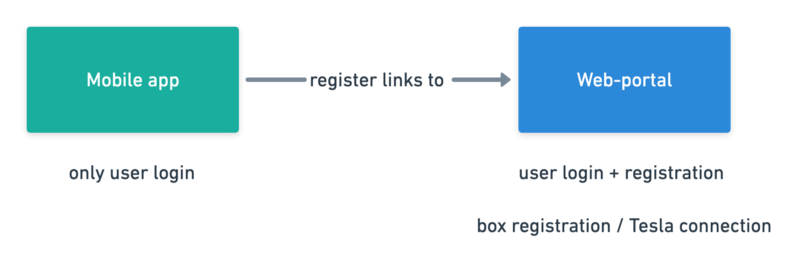 Mobile app
register links to
Web-portal
only user login
user login + registration
box registration / Tesla connection